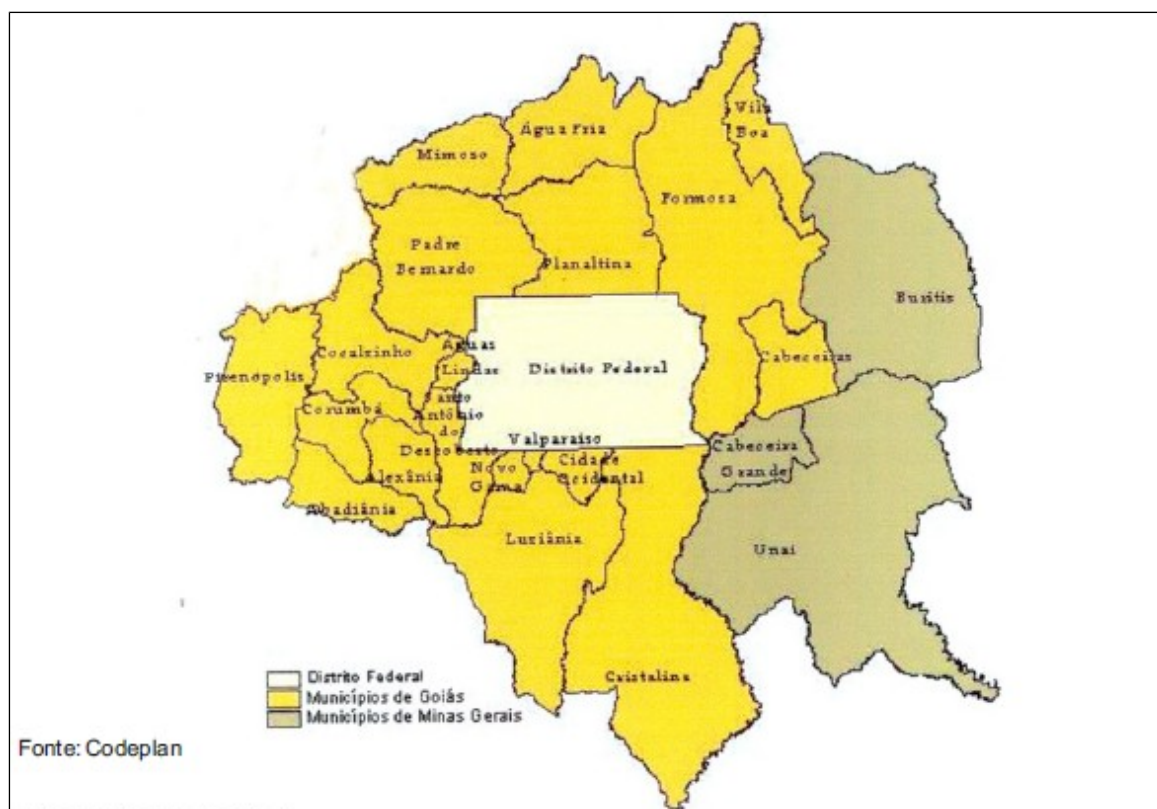 Vila
Boa
Água Fria
Mimoso
Formosa
Padre
Bernardo
Planaltina
Buritis
Águas
Lindas
Cocalzinho
Cabeceiras
Distrito Federal
Pirenópolis
Santo
Antônio
do
Descoberto
Corumbá
Valparaíso
Cabeceira
Grande
Novo
Gama
Cidade
Ocidental
Alexânia
Abadiânia
Luziânia
Unaí
Cristalina
Distrito Federal
Municípios de Goiás
Municípios de Minas Gerais
Fonte: Codeplan